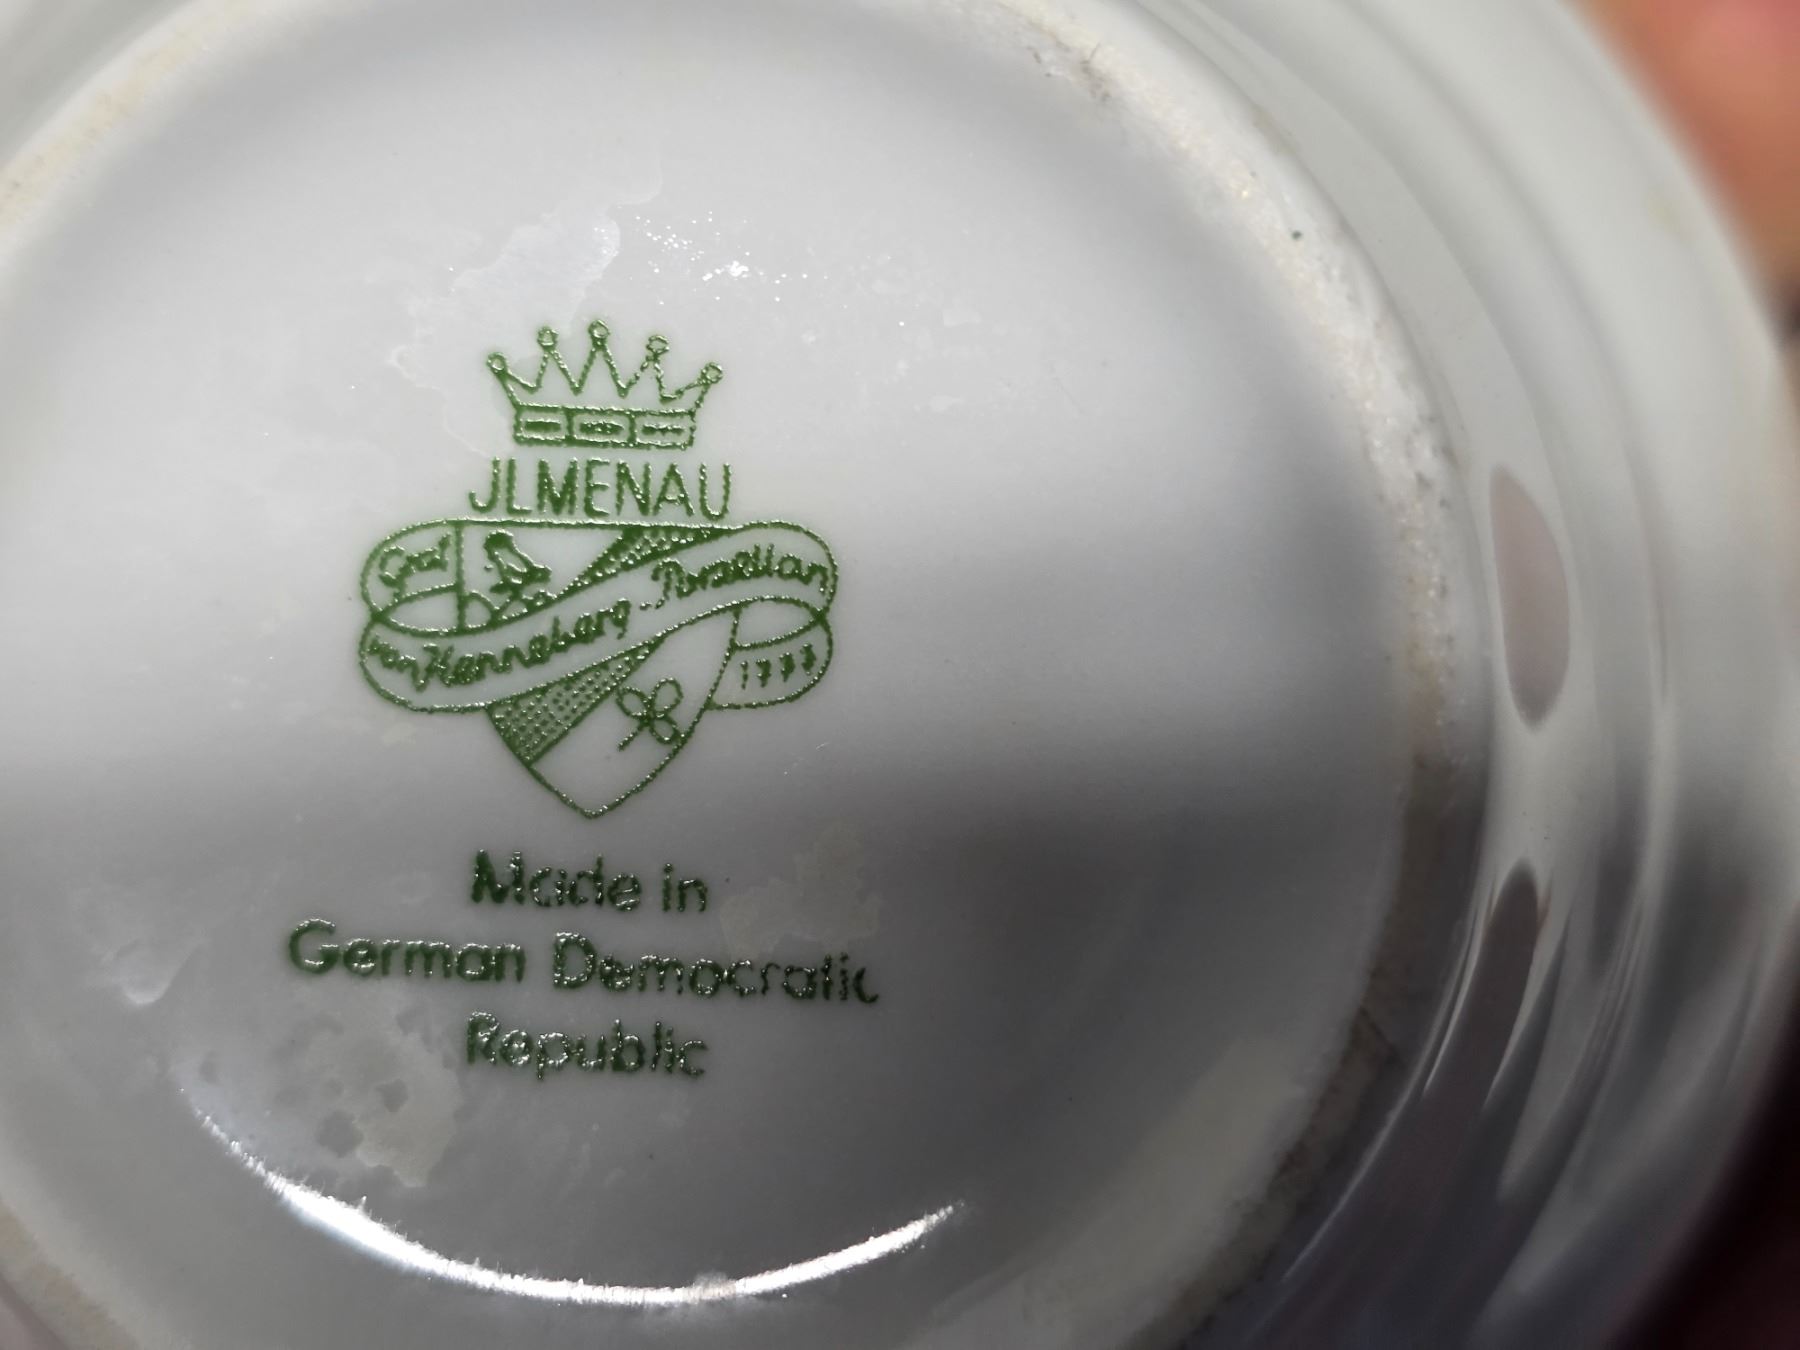 JLMENAU
Graf
von Henneberg - Porzellan
1777
Made in
German Democratic
Republic